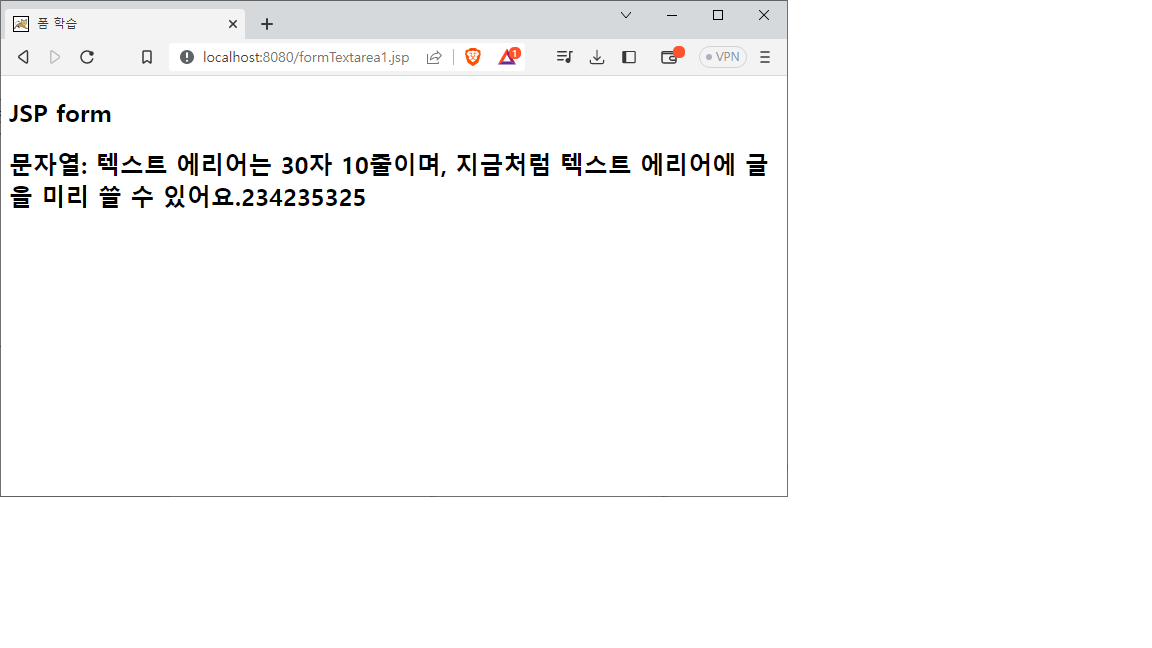 폼 학습
localhost:8080/formTextarea1.jsp
1
VPN
JSP form
문자열: 텍스트 에리어는 30자 10줄이며, 지금처럼 텍스트 에리어에 글
을 미리 쓸 수 있어요.234235325